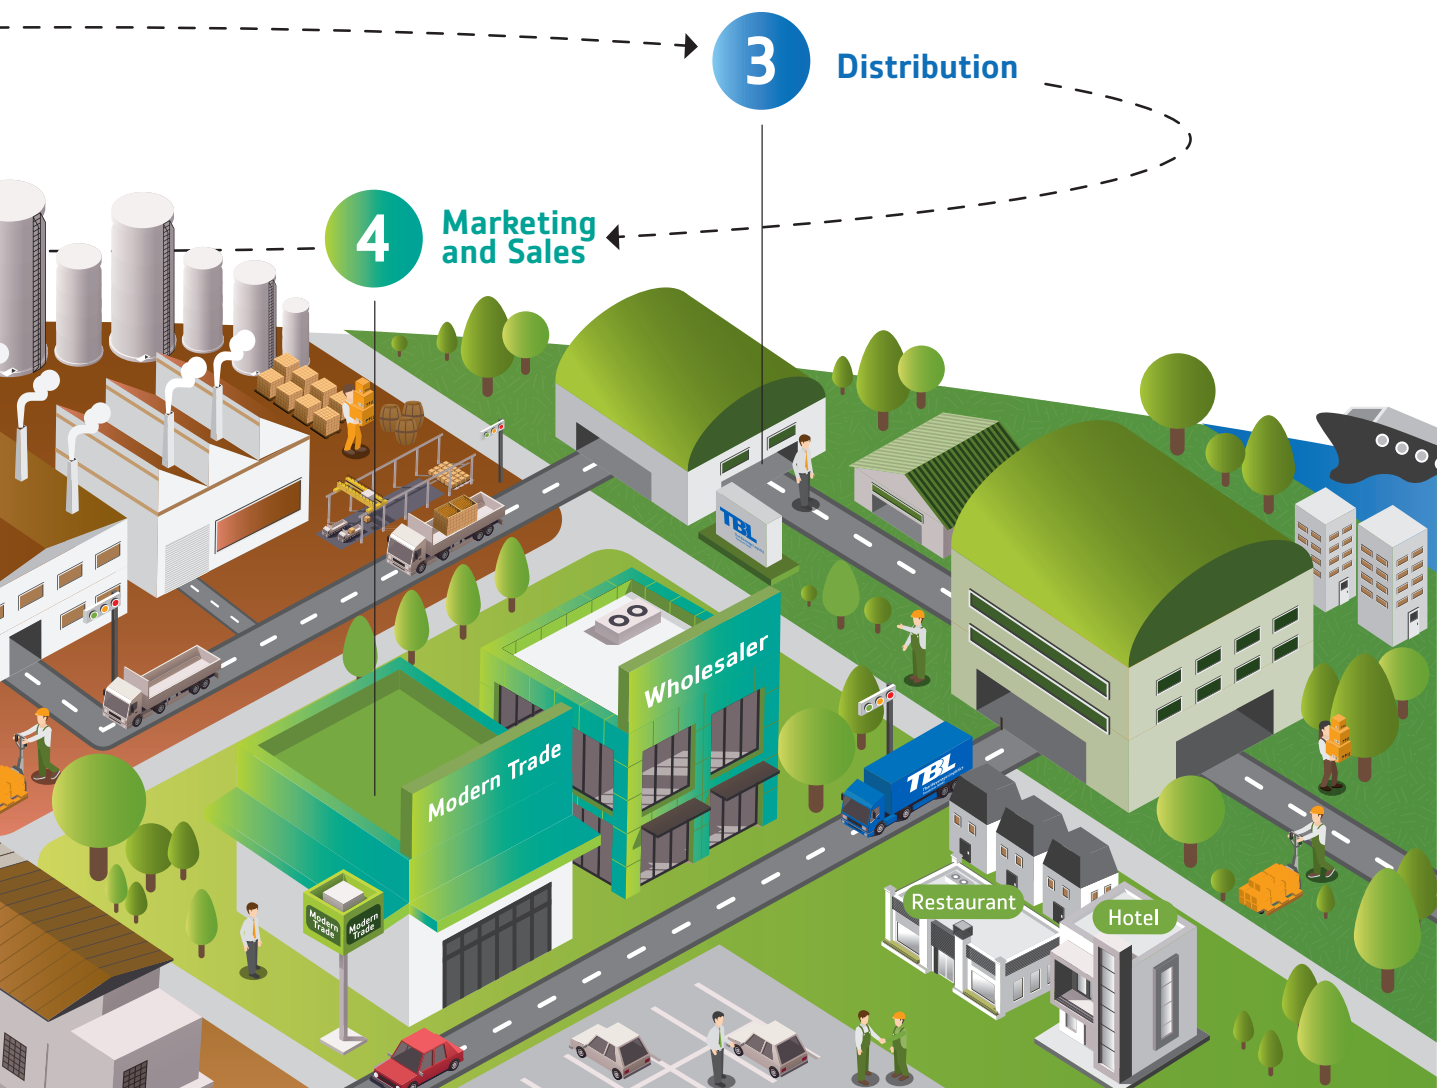 3
Distribution
4
Marketing
and Sales
TBL
Wholesaler
Modern Trade
TBL
Modern
Trade
Modern
Trade
Restaurant
Hotel